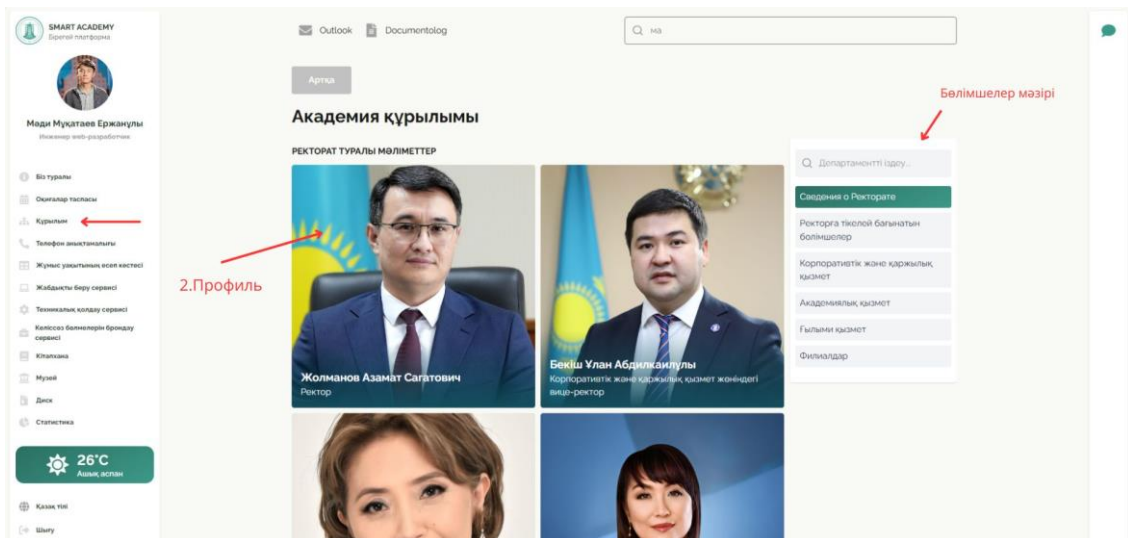 SMART ACADEMY
Бірегей платформа
Outlook
Documentolog
ма
Артқа
Академия құрылымы
РЕКТОРАТ ТУРАЛЫ МӘЛІМЕТТЕР
Мади Мұқатаев Ержанұлы
Инженер web-разработчик
Біз туралы
Оқиғалар таспасы
Құрылым
Телефон анықтамалығы
Жұмыс уақытының есеп кестесі
Жабдықты беру сервисі
Техникалық қолдау сервисі
Келіссөз бөлмелерін брондау
сервисі
Кітапхана
Музей
Диск
Статистика
26°C
Ашық аспан
Қазақ тілі
Шығу
2.Профиль
Жолманов Азамат Сагатович
Ректор
Бекіш Ұлан Абдилкаилұлы
Корпоративтік және қаржылық қызмет жөніндегі
вице-ректор
Бөлімшелер мәзірі
Департаментті іздеу...
Сведения о Ректорате
Ректорға тікелей бағынатын
бөлімшелер
Корпоративтік және қаржылық
қызмет
Академиялық қызмет
Ғылыми қызмет
Филиалдар